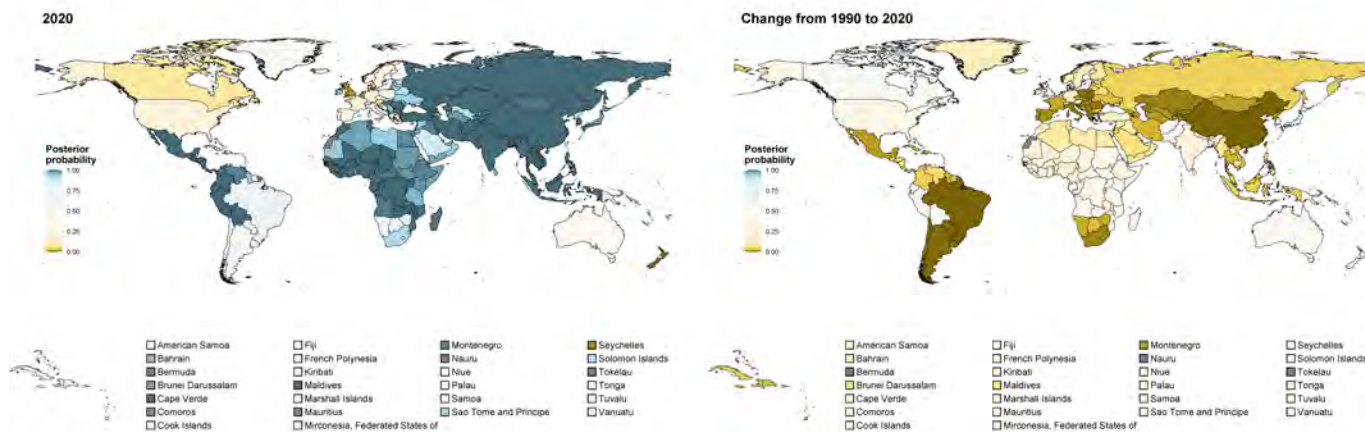 2020
Posterior
probability
1.00
0.75
0.50
0.25
0.00
American Samoa
Bahrain
Bermuda
Brunei Darussalam
Cape Verde
Comoros
Cook Islands
Fiji
French Polynesia
Kiribati
Maldives
Marshall Islands
Mauritius
Mirconesia, Federated States of
Montenegro
Nauru
Niue
Palau
Samoa
Sao Tome and Principe
Seychelles
Solomon Islands
Tokelau
Tonga
Tuvalu
Vanuatu
Change from 1990 to 2020
Posterior
probability
1.00
0.75
0.50
0.25
0.00
American Samoa
Bahrain
Bermuda
Brunei Darussalam
Cape Verde
Comoros
Cook Islands
Fiji
French Polynesia
Kiribati
Maldives
Marshall Islands
Mauritius
Mirconesia, Federated States of
Montenegro
Nauru
Niue
Palau
Samoa
Sao Tome and Principe
Seychelles
Solomon Islands
Tokelau
Tonga
Tuvalu
Vanuatu